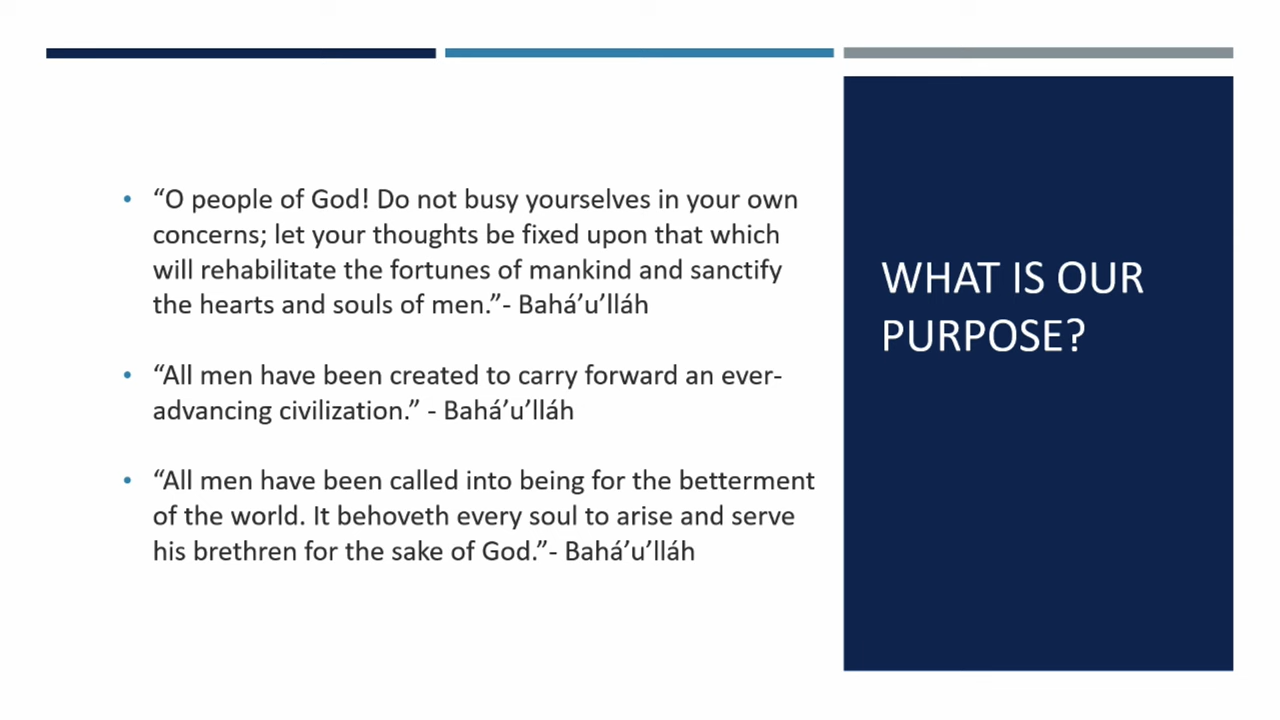 • “O people of God! Do not busy yourselves in your own
concerns; let your thoughts be fixed upon that which
will rehabilitate the fortunes of mankind and sanctify
the hearts and souls of men.”- Bahá’u’lláh
• “All men have been created to carry forward an ever-
advancing civilization.” - Bahá’u’lláh
• “All men have been called into being for the betterment
of the world. It behoveth every soul to arise and serve
his brethren for the sake of God.”- Bahá’u’lláh
WHAT IS OUR
PURPOSE?